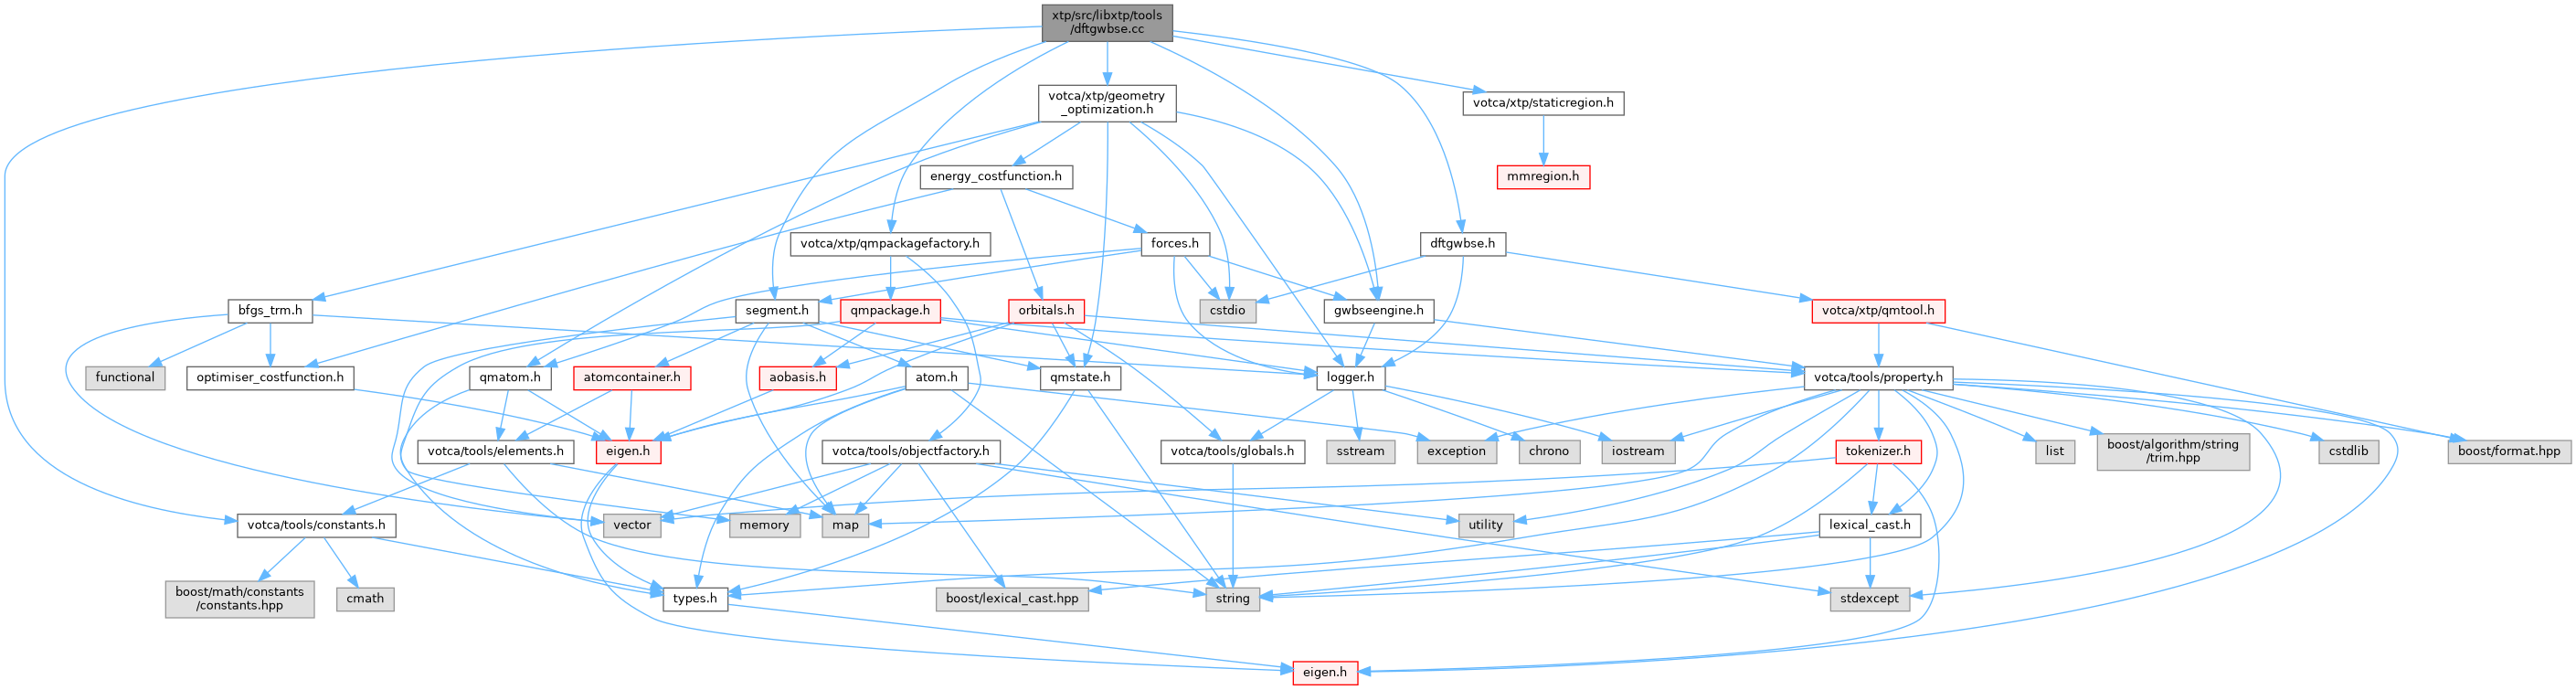 xtp/src/libxtp/tools
/dftgwbse.cc
votca/xtp/geometry
_optimization.h
votca/xtp/staticregion.h
energy_costfunction.h
mmregion.h
votca/xtp/qmpackagefactory.h
forces.h
dftgwbse.h
bfgs_trm.h
segment.h
qmpackage.h
orbitals.h
cstdio
gwbseengine.h
votca/xtp/qmtool.h
functional
optimiser_costfunction.h
qmatom.h
atomcontainer.h
aobasis.h
atom.h
qmstate.h
logger.h
votca/tools/property.h
votca/tools/elements.h
eigen.h
votca/tools/objectfactory.h
votca/tools/globals.h
sstream
exception
chrono
iostream
tokenizer.h
list
boost/algorithm/string
/trim.hpp
cstdlib
boost/format.hpp
votca/tools/constants.h
vector
memory
map
utility
lexical_cast.h
boost/math/constants
/constants.hpp
cmath
types.h
boost/lexical_cast.hpp
string
stdexcept
eigen.h